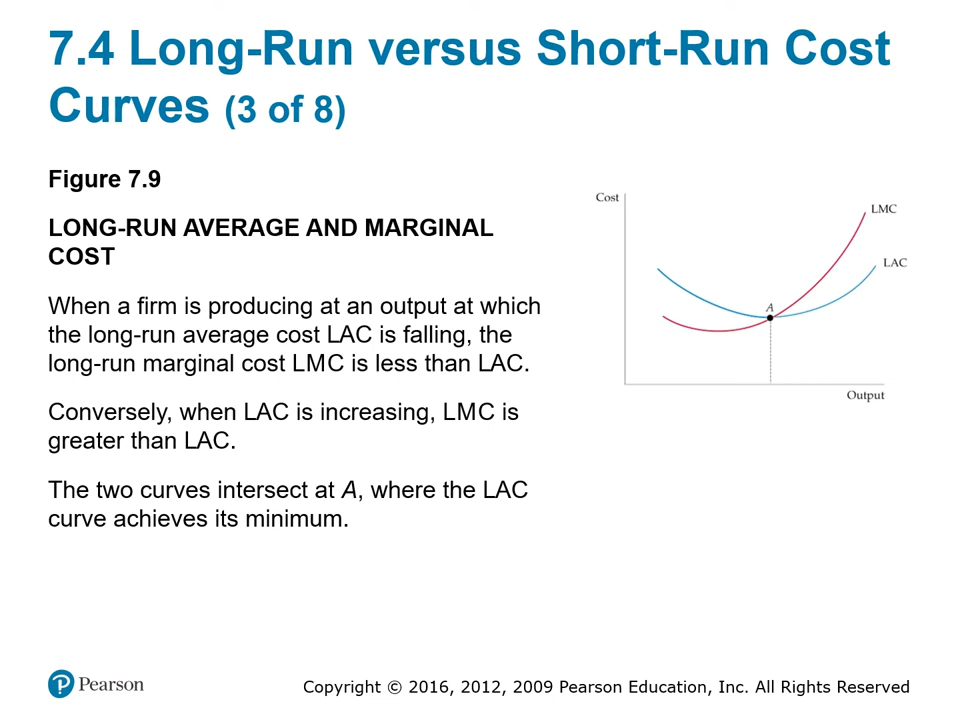 7.4 Long-Run versus Short-Run Cost
Curves (3 of 8)
Figure 7.9
LONG-RUN AVERAGE AND MARGINAL
COST
When a firm is producing at an output at which
the long-run average cost LAC is falling, the
long-run marginal cost LMC is less than LAC.
Conversely, when LAC is increasing, LMC is
greater than LAC.
The two curves intersect at A, where the LAC
curve achieves its minimum.
Cost
LMC
LAC
A
Output
Pearson
Copyright © 2016, 2012, 2009 Pearson Education, Inc. All Rights Reserved